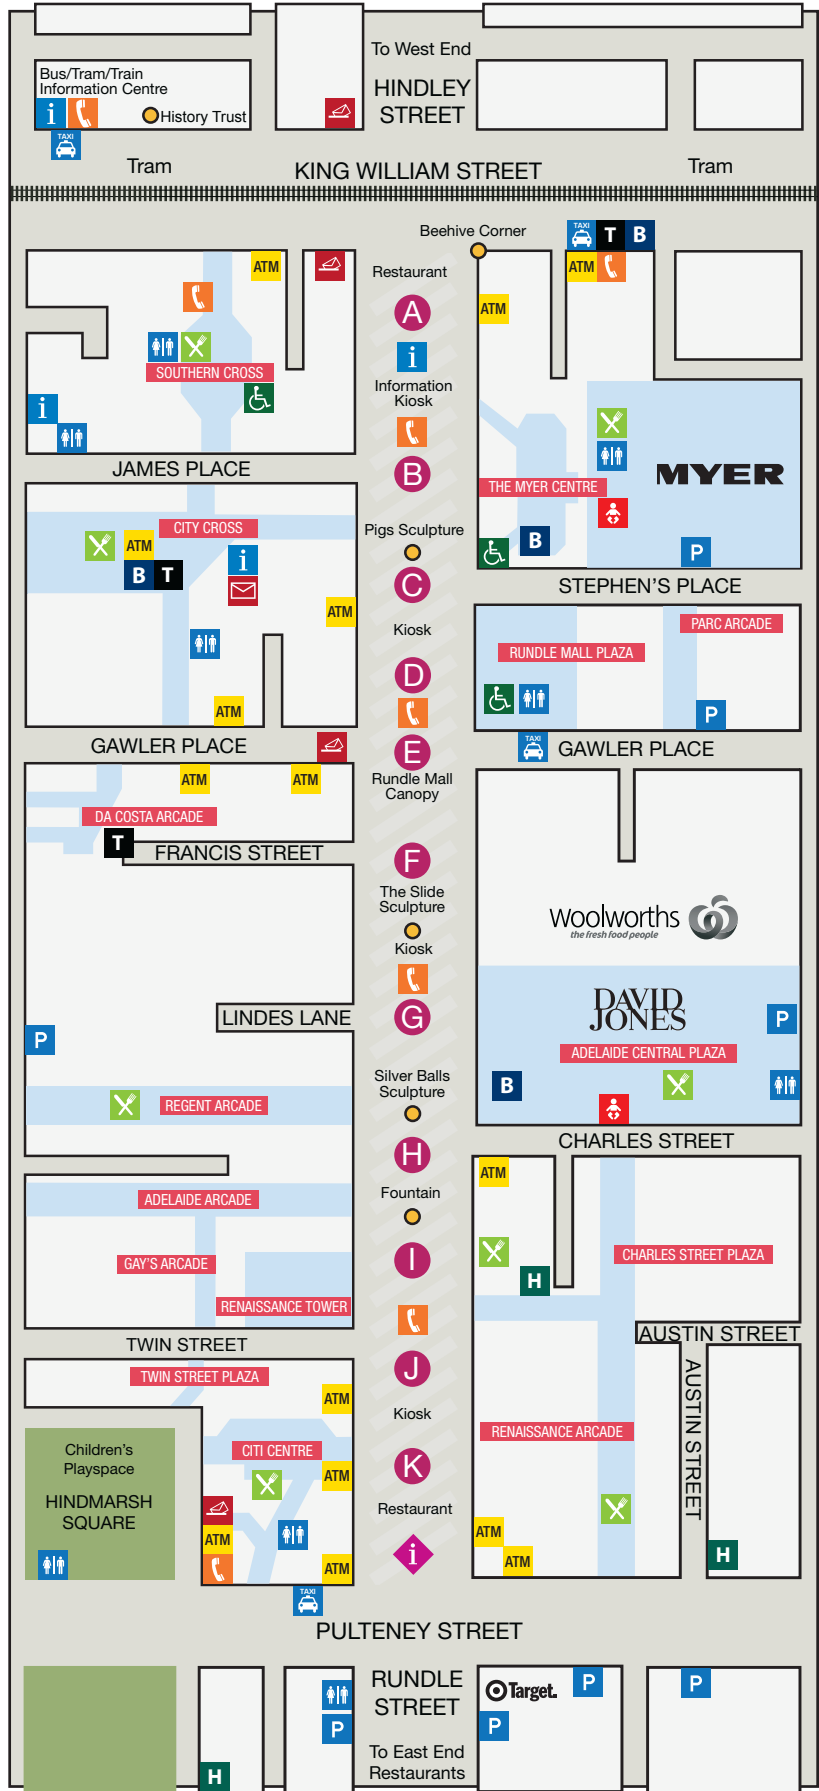 To West End
HINDLEY
STREET
Bus/Tram/Train
Information Centre
i
History Trust
TAXI
Tram
KING WILLIAM STREET
Tram
Beehive Corner
TAXI
T
B
ATM
ATM
ATM
Restaurant
A
i
Information
Kiosk
SOUTHERN CROSS
i
B
JAMES PLACE
MYER
THE MYER CENTRE
B
P
CITY CROSS
ATM
i
B
T
ATM
ATM
Pigs Sculpture
C
STEPHEN'S PLACE
Kiosk
PARC ARCADE
RUNDLE MALL PLAZA
D
P
GAWLER PLACE
E
TAXI
GAWLER PLACE
Rundle Mall
Canopy
ATM
ATM
DA COSTA ARCADE
T
FRANCIS STREET
F
The Slide
Sculpture
Kiosk
Woolworths
the fresh food people
G
LINDES LANE
DAVID
JONES
P
P
ADELAIDE CENTRAL PLAZA
B
Silver Balls
Sculpture
REGENT ARCADE
H
CHARLES STREET
ATM
Fountain
ADELAIDE ARCADE
I
GAY'S ARCADE
CHARLES STREET PLAZA
H
RENAISSANCE TOWER
AUSTIN STREET
TWIN STREET
J
TWIN STREET PLAZA
ATM
AUSTIN STREET
Kiosk
RENAISSANCE ARCADE
Children's
Playspace
HINDMARSH
SQUARE
CITI CENTRE
ATM
K
Restaurant
ATM
i
ATM
ATM
ATM
H
TAXI
PULTENEY STREET
RUNDLE
STREET
Target.
P
P
P
P
To East End
Restaurants
H